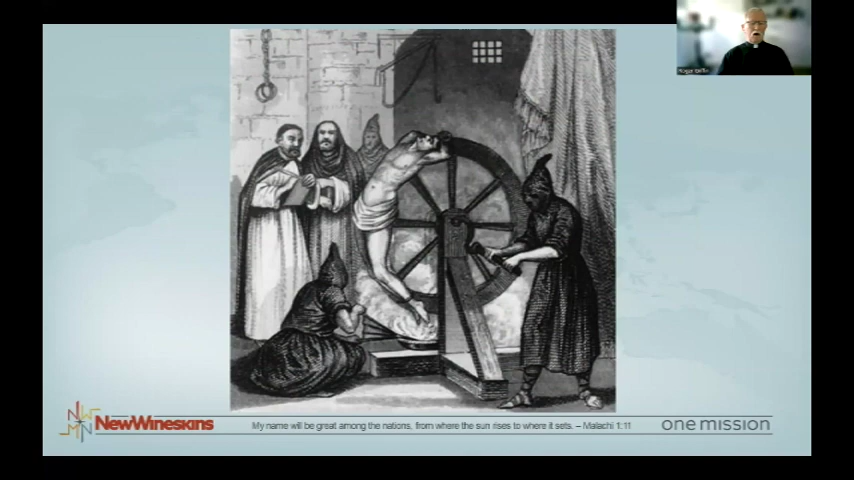 NewWineskins
My name will be great among the nations, from where the sun rises to where it sets. – Malachi 1:11
one mission